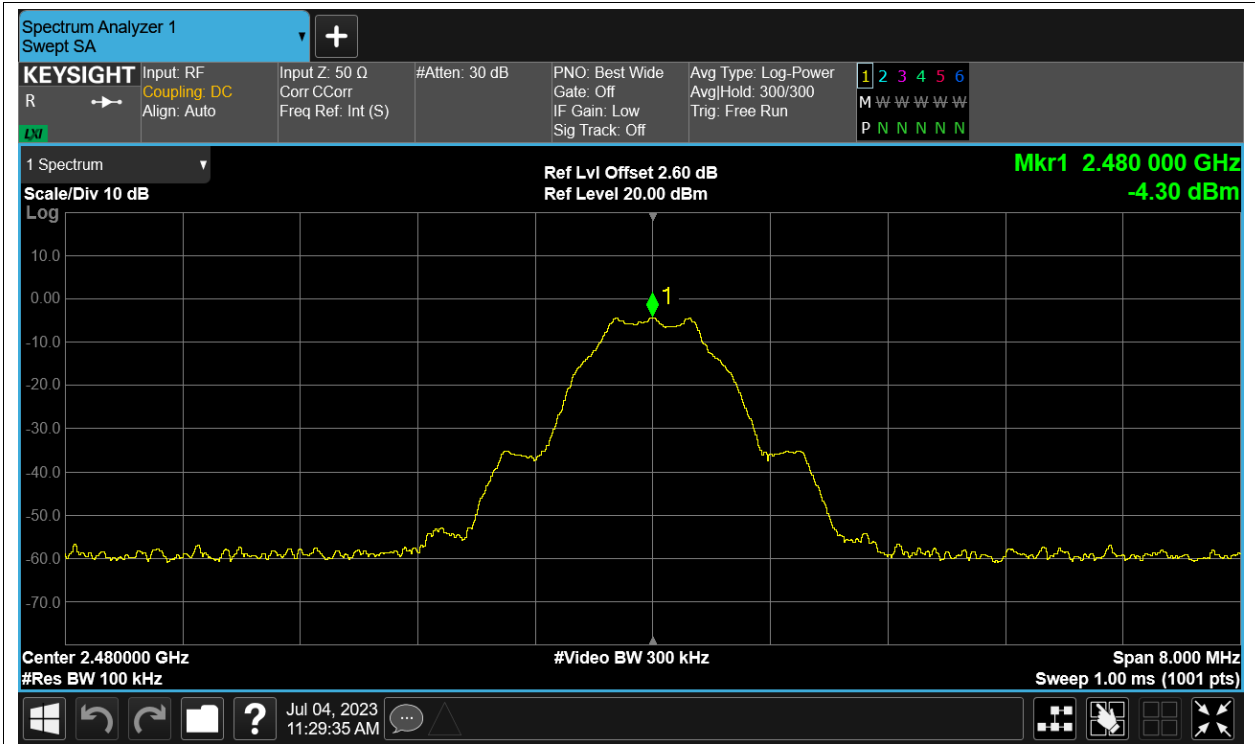 Spectrum Analyzer 1
Swept SA
KEYSIGHT
R
LXI
Input: RF
Coupling: DC
Align: Auto
Input Z: 50 Ω
Corr CCorr
Freq Ref: Int (S)
#Atten: 30 dB
PNO: Best Wide
Gate: Off
IF Gain: Low
Sig Track: Off
Avg Type: Log-Power
Avg|Hold: 300/300
Trig: Free Run
1 2 3 4 5 6
M W W W W W
P N N N N N
1 Spectrum
Scale/Div 10 dB
Log
Ref Lvl Offset 2.60 dB
Ref Level 20.00 dBm
Mkr1 2.480 000 GHz
-4.30 dBm
10.0
0.00
1
-10.0
-20.0
-30.0
-40.0
-50.0
-60.0
-70.0
Center 2.480000 GHz
#Res BW 100 kHz
#Video BW 300 kHz
Span 8.000 MHz
Sweep 1.00 ms (1001 pts)
?
Jul 04, 2023
11:29:35 AM